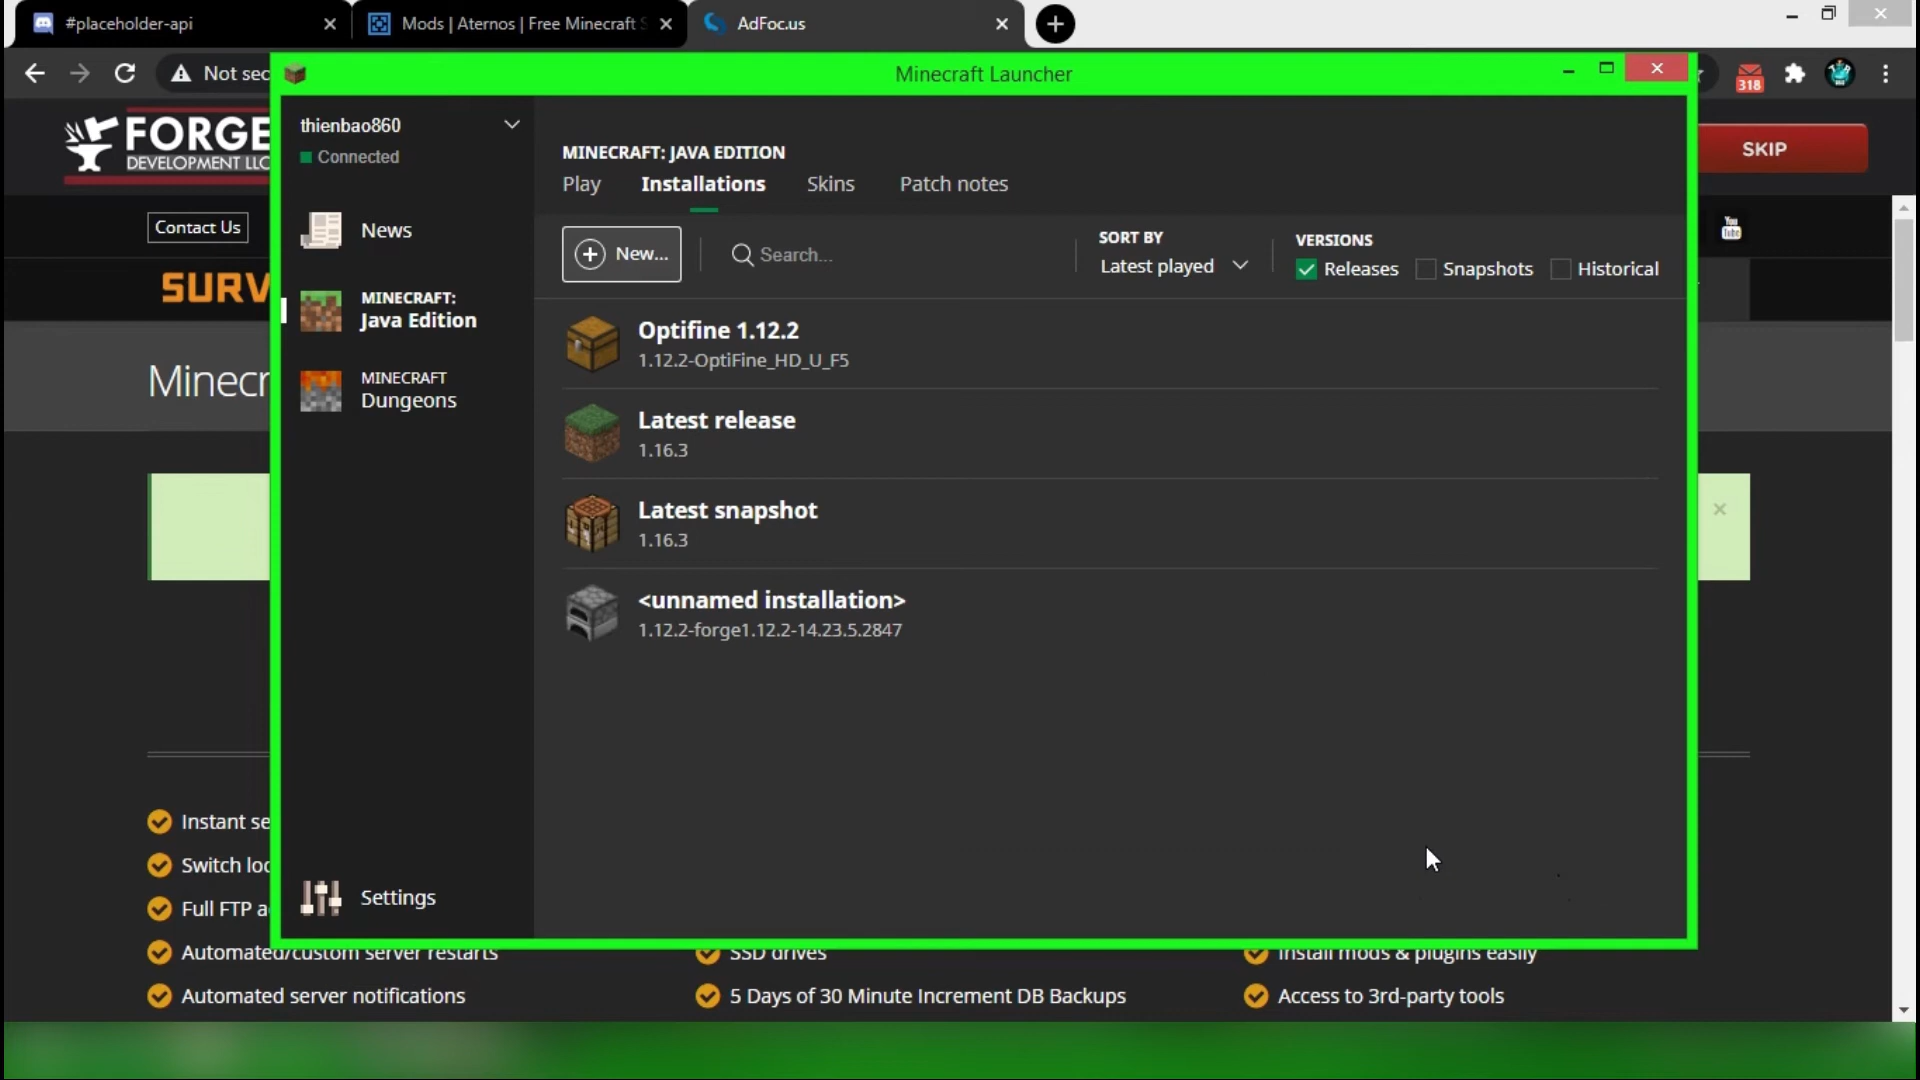 #placeholder-api
Mods | Aternos | Free Minecraft S
AdFoc.us
Not sec
318
Minecraft Launcher
FORGE
DEVELOPMENT LLC
SKIP
Contact Us
You
Tube
SURV
Minecr
thienbao860
Connected
News
MINECRAFT:
Java Edition
MINECRAFT
Dungeons
Settings
MINECRAFT: JAVA EDITION
Play Installations Skins Patch notes
New...
Search...
SORT BY
Latest played
VERSIONS
Releases Snapshots Historical
Optifine 1.12.2
1.12.2-OptiFine_HD_U_F5
Latest release
1.16.3
Latest snapshot
1.16.3
<unnamed installation>
1.12.2-forge1.12.2-14.23.5.2847
Instant se
Switch loc
Full FTP a
Automated/custom server restarts
SSD drives
Install mods & plugins easily
Automated server notifications
5 Days of 30 Minute Increment DB Backups
Access to 3rd-party tools